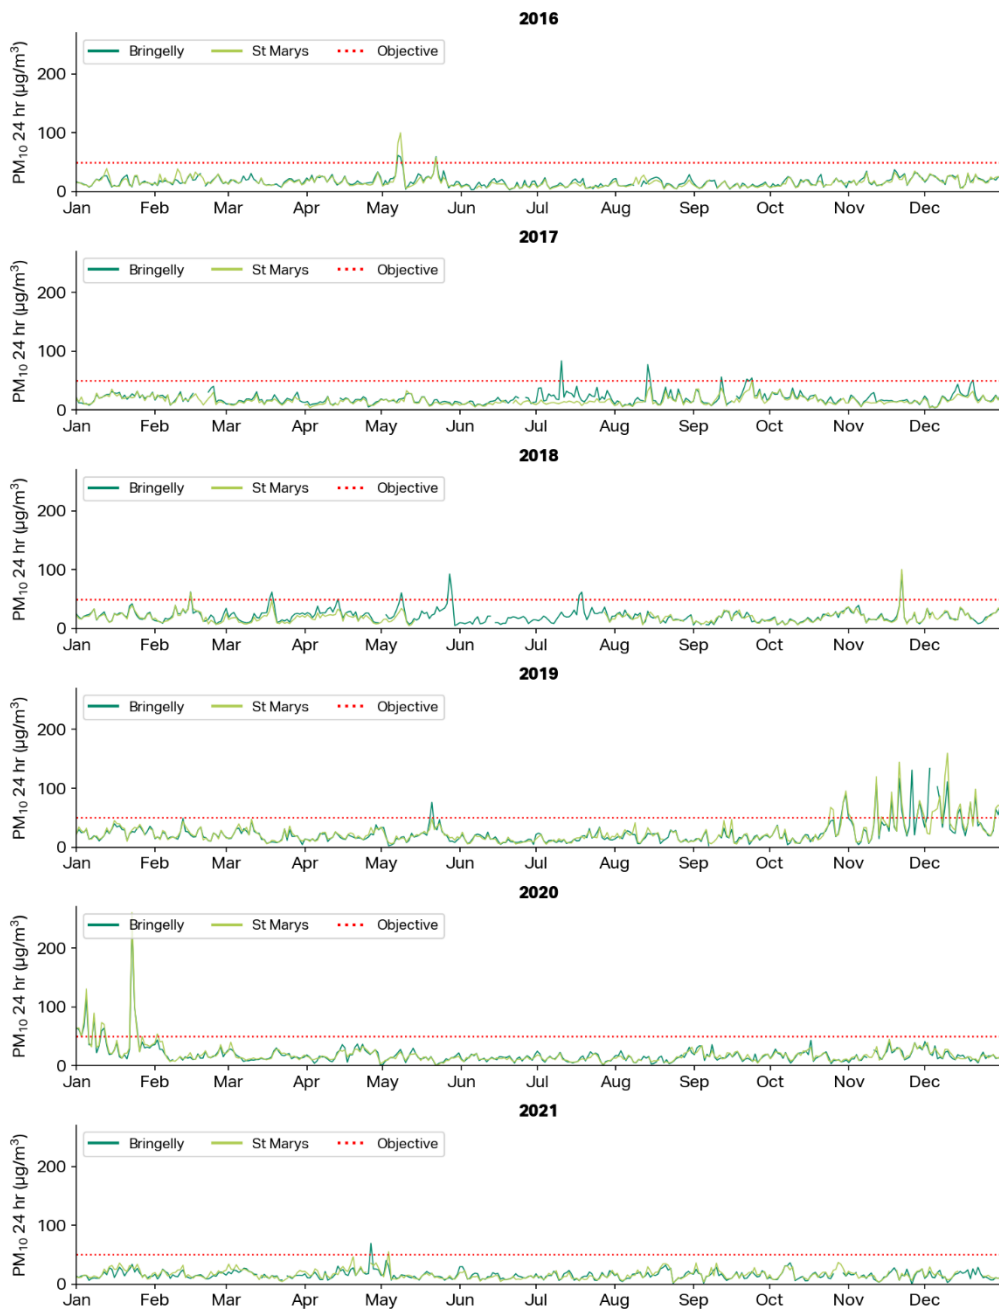 2016
Bringelly St Marys Objective
PM₁₀ 24 hr (µg/m³)
200
100
0
Jan Feb Mar Apr May Jun Jul Aug Sep Oct Nov Dec
2017
Bringelly St Marys Objective
PM₁₀ 24 hr (µg/m³)
200
100
0
Jan Feb Mar Apr May Jun Jul Aug Sep Oct Nov Dec
2018
Bringelly St Marys Objective
PM₁₀ 24 hr (µg/m³)
200
100
0
Jan Feb Mar Apr May Jun Jul Aug Sep Oct Nov Dec
2019
Bringelly St Marys Objective
PM₁₀ 24 hr (µg/m³)
200
100
0
Jan Feb Mar Apr May Jun Jul Aug Sep Oct Nov Dec
2020
Bringelly St Marys Objective
PM₁₀ 24 hr (µg/m³)
200
100
0
Jan Feb Mar Apr May Jun Jul Aug Sep Oct Nov Dec
2021
Bringelly St Marys Objective
PM₁₀ 24 hr (µg/m³)
200
100
0
Jan Feb Mar Apr May Jun Jul Aug Sep Oct Nov Dec